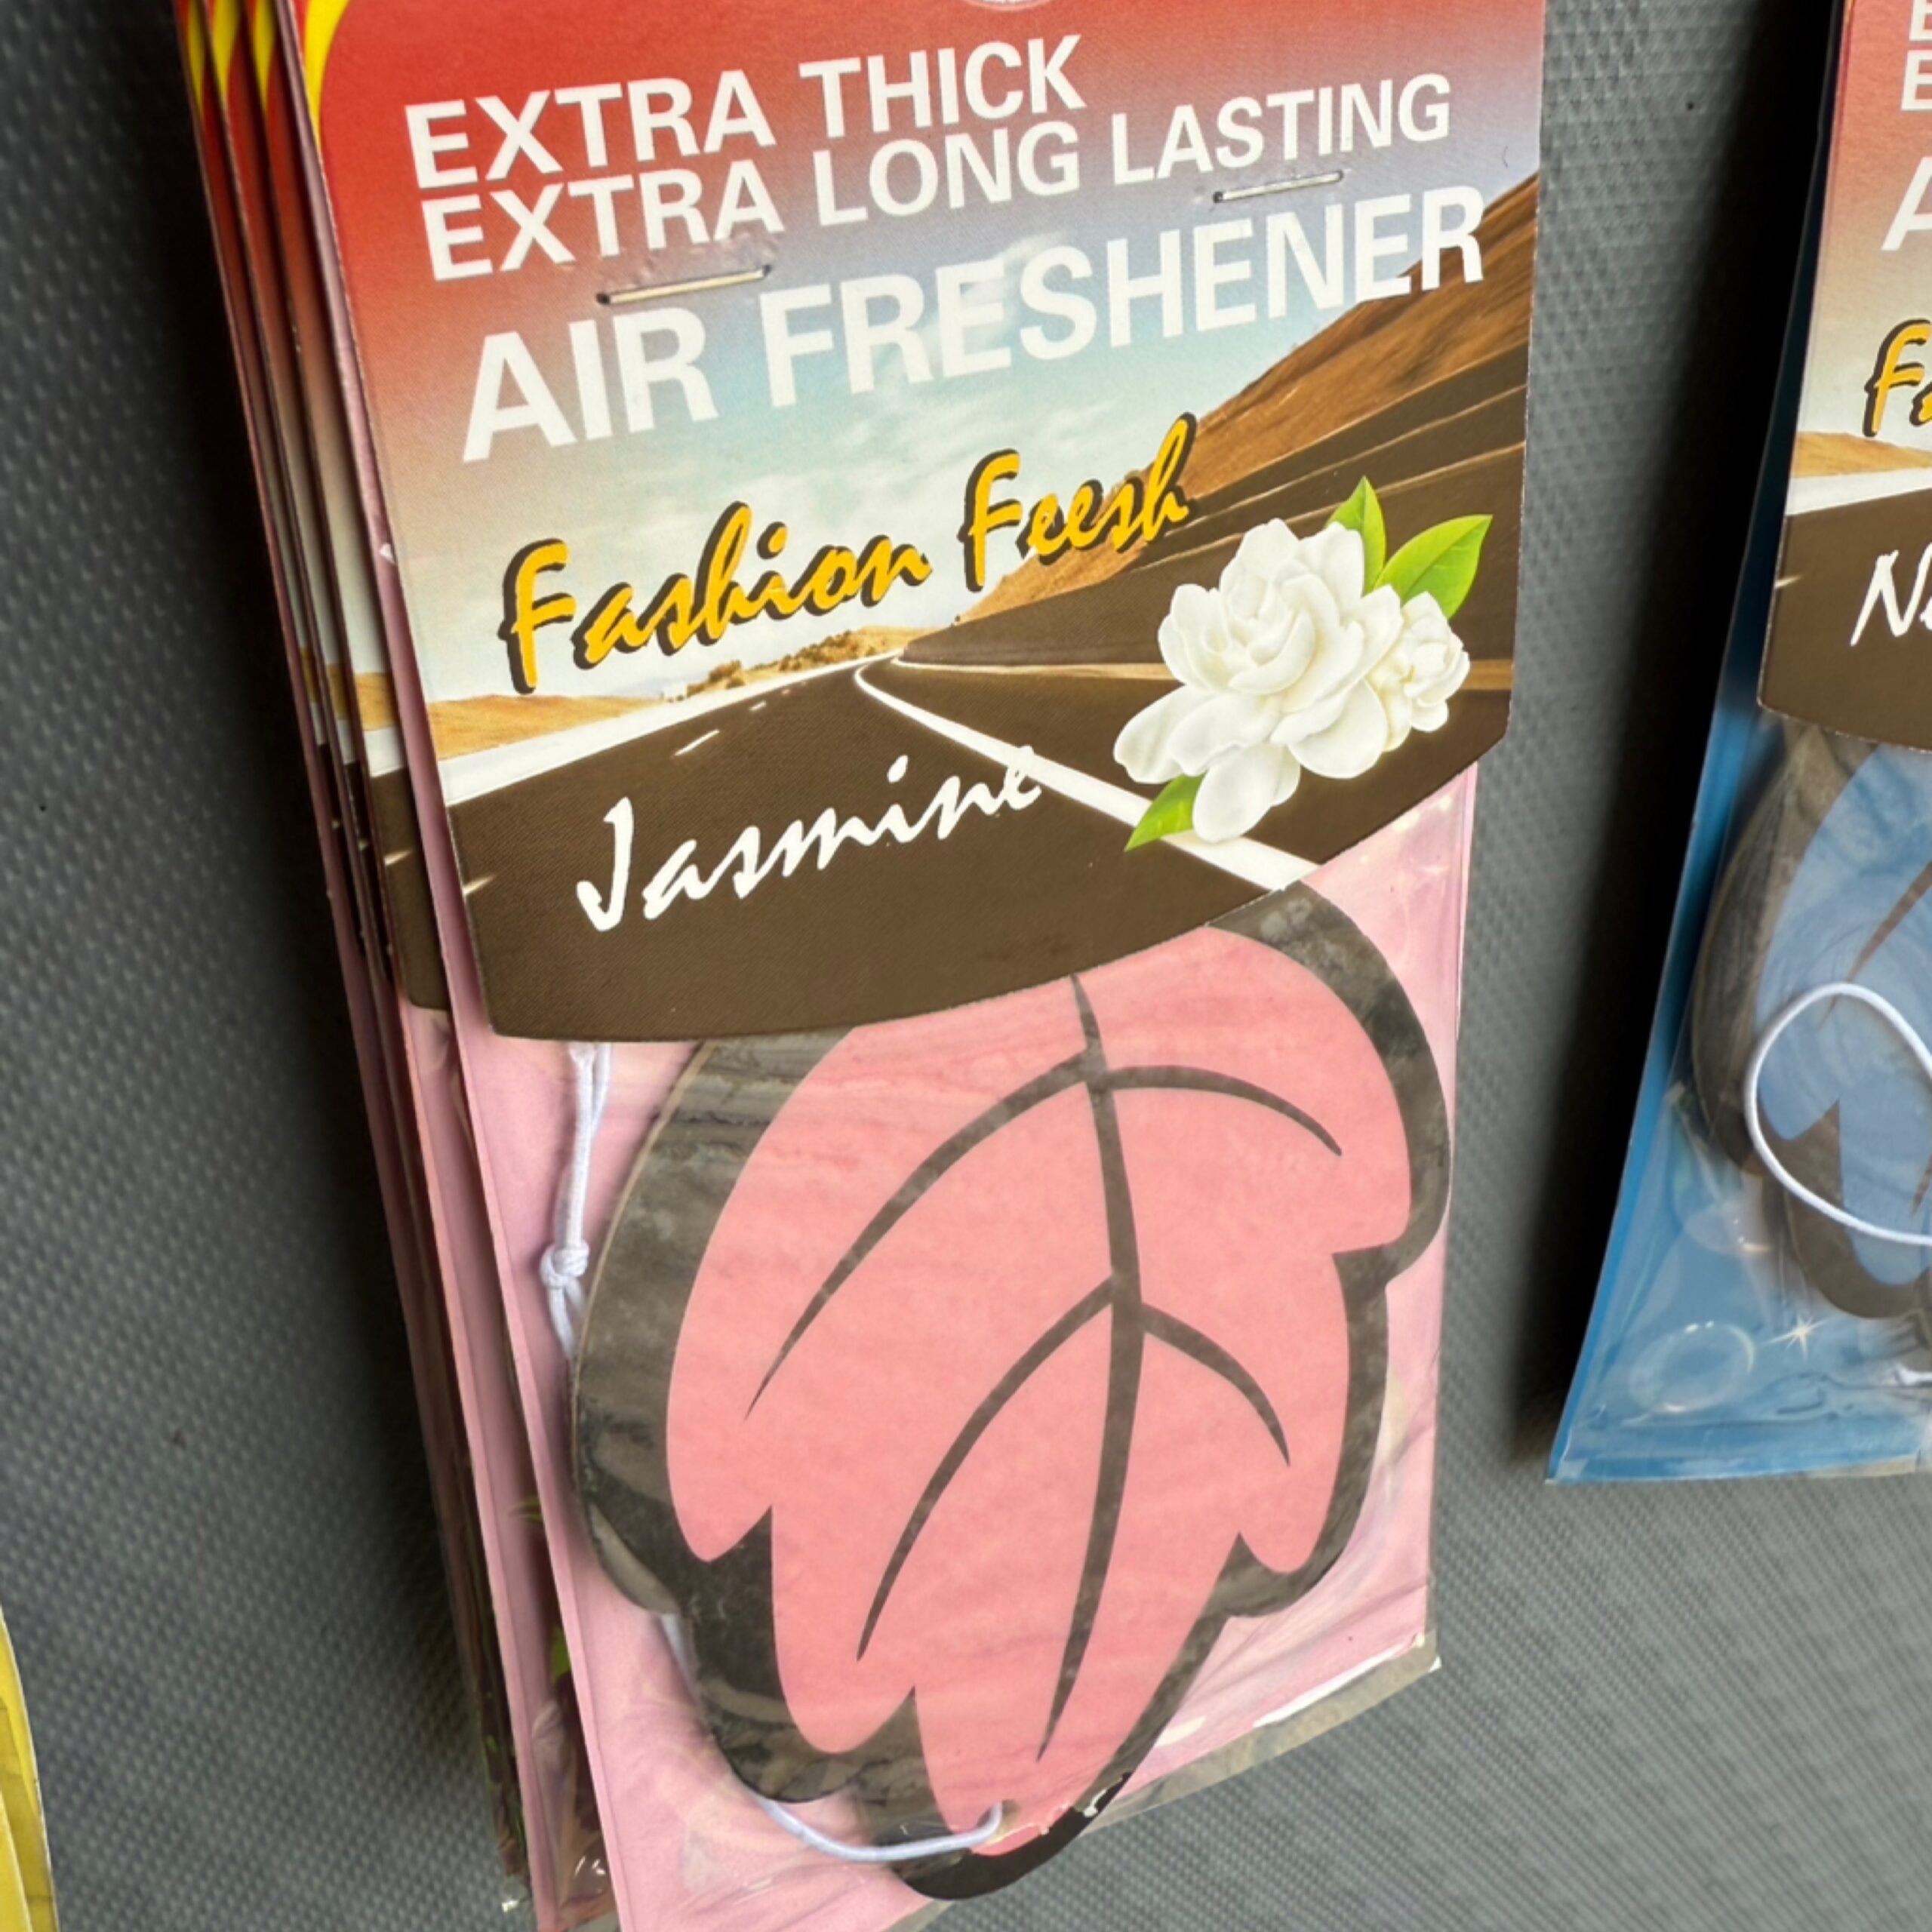 EXTRA THICK
EXTRA LONG LASTING
AIR FRESHENER
Fashion Feesh
Jasmine